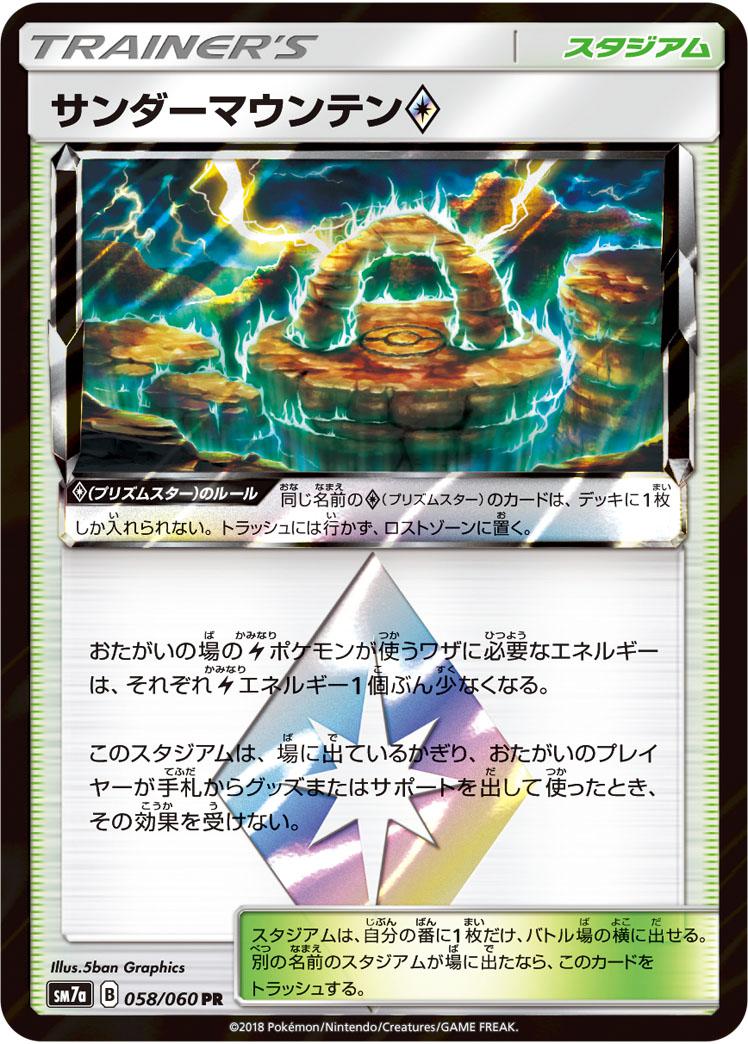 TRAINER'S
スタジアム
サンダーマウンテン
(プリズムスター)のルール 同じ名前の(プリズムスター)のカードは、デッキに1枚
しか入れられない。トラッシュには行かず、ロストゾーンに置く。
おたがいの場のポケモンが使うワザに必要なエネルギー
は、それぞれエネルギー1個ぶん少なくなる。
このスタジアムは、場に出ているかぎり、おたがいのプレイ
ヤーが手札からグッズまたはサポートを出して使ったとき、
その効果を受けない。
スタジアムは、自分の番に1枚だけ、バトル場の横に出せる。
別の名前のスタジアムが場に出たなら、このカードを
トラッシュする。
Illus.5ban Graphics
sm7a B 058/060 PR
©2018 Pokémon/Nintendo/Creatures/GAME FREAK.